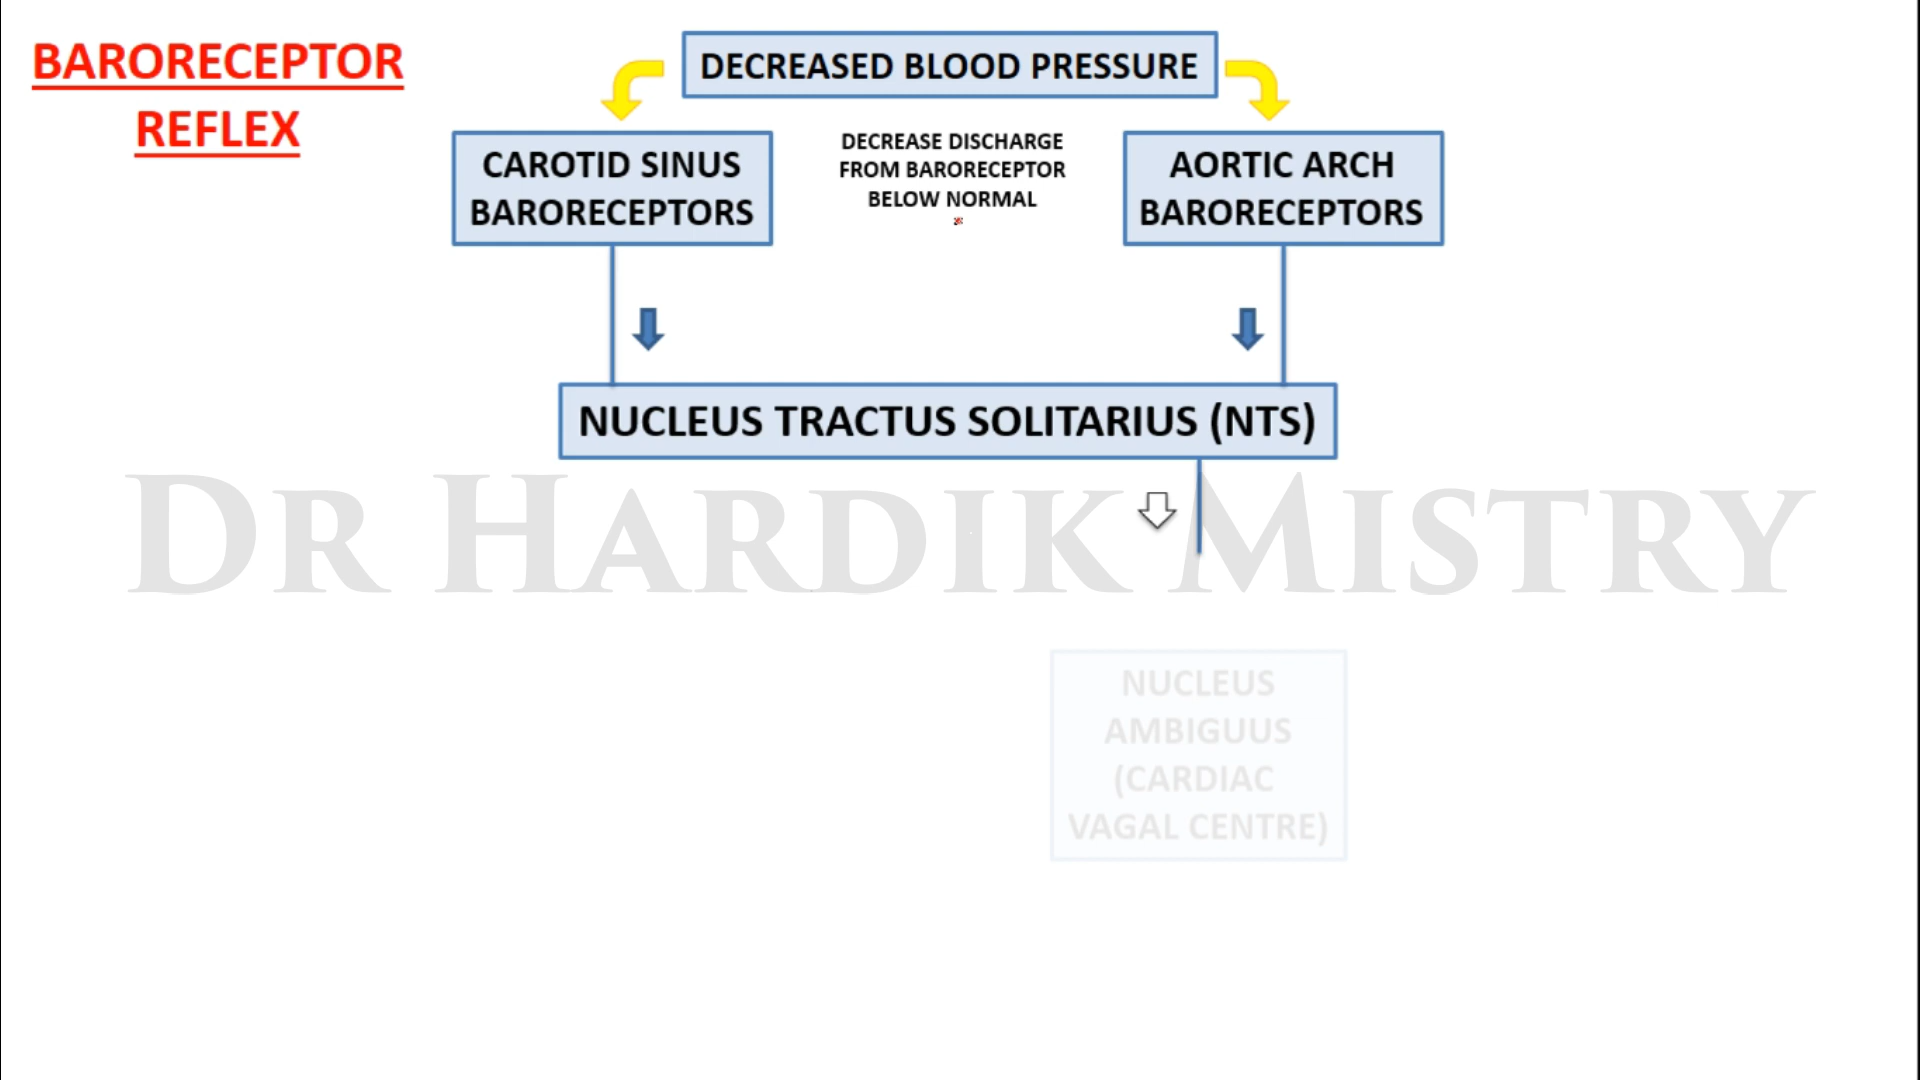 BARORECEPTOR
REFLEX
DECREASED BLOOD PRESSURE
CAROTID SINUS
BARORECEPTORS
DECREASE DISCHARGE
FROM BARORECEPTOR
BELOW NORMAL
AORTIC ARCH
BARORECEPTORS
NUCLEUS TRACTUS SOLITARIUS (NTS)
DR HARDIK MISTRY
NUCLEUS
AMBIGUUS
(CARDIAC
VAGAL CENTRE)